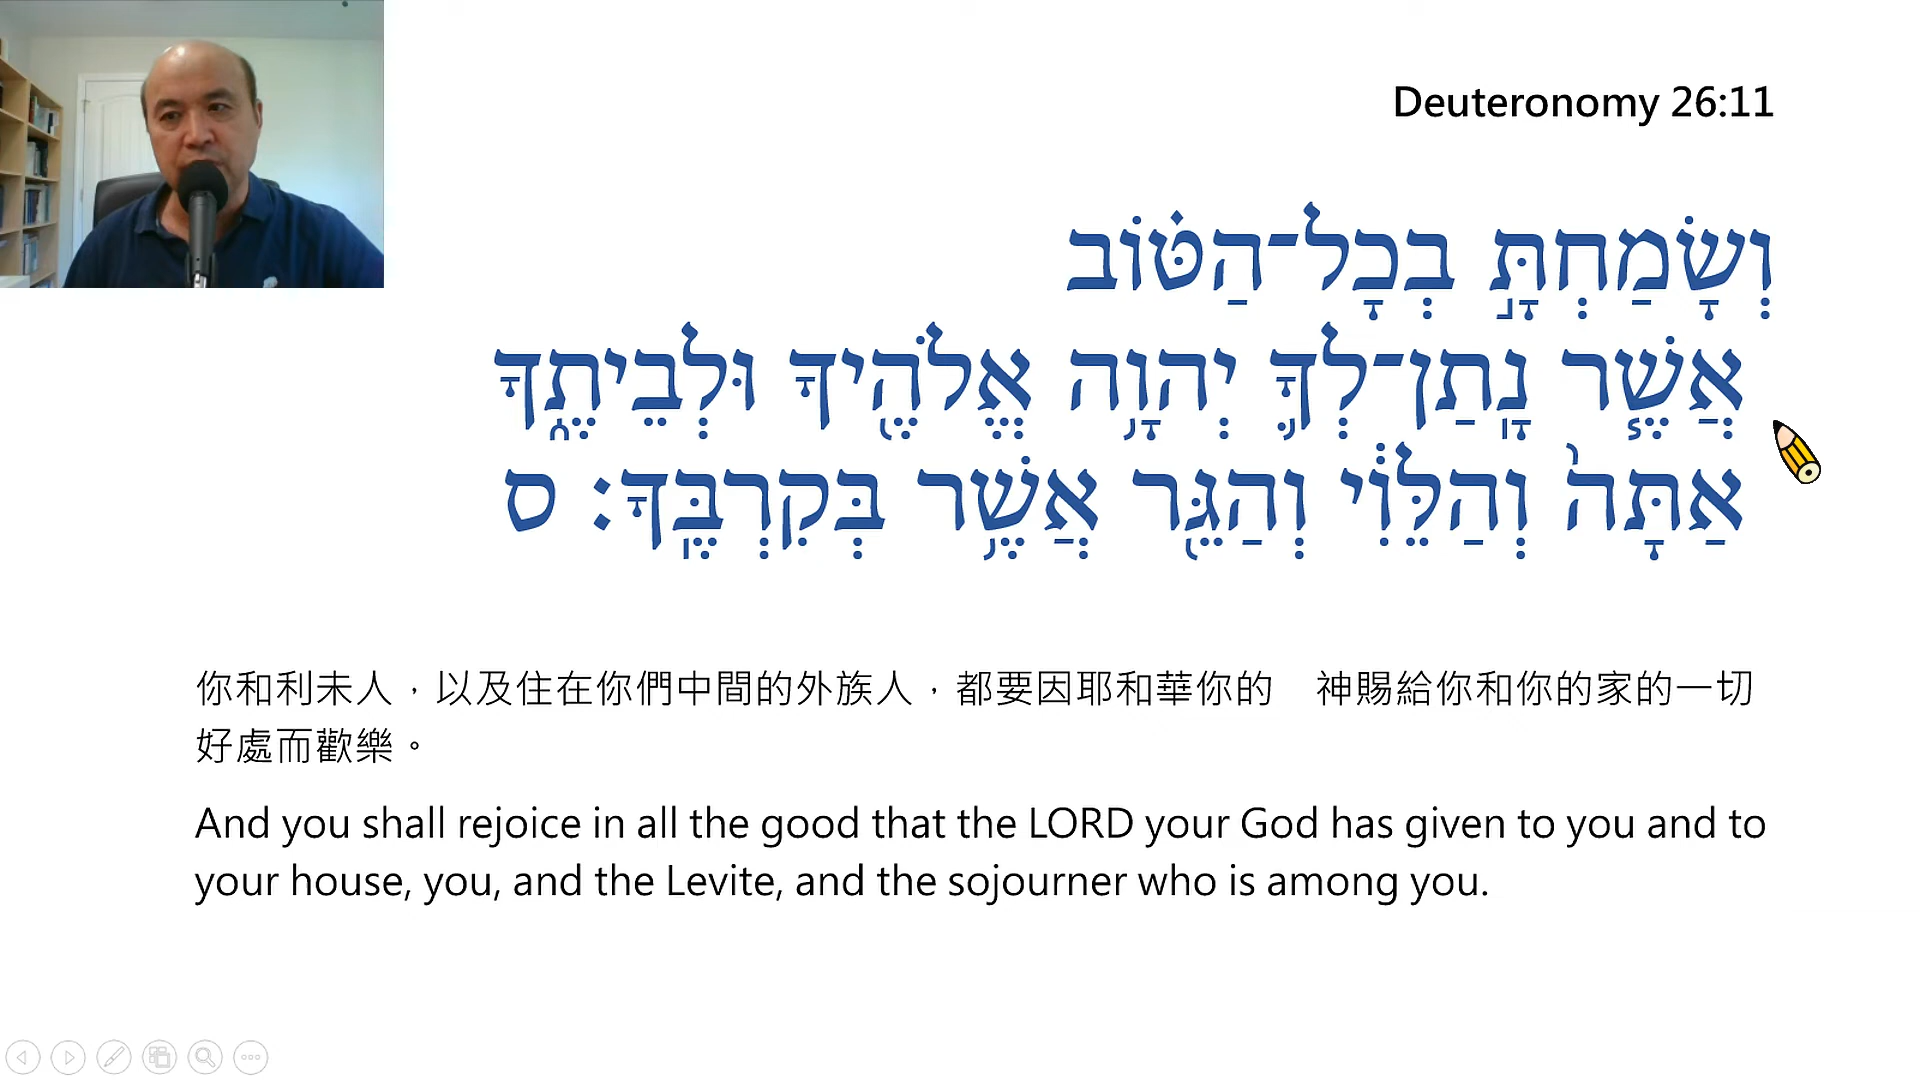 Deuteronomy 26:11
וְשָׂמַחְתָּ֣ בְכָל־הַטּ֗וֹב
אֲשֶׁ֧ר נָֽתַן־לְךָ֛ יְהוָ֥ה אֱלֹהֶ֖יךָ וּלְבֵיתֶ֑ךָ
אַתָּה֙ וְהַלֵּוִ֔י וְהַגֵּ֖ר אֲשֶׁ֥ר בְּקִרְבֶּֽךָ׃ ס
你和利未人，以及住在你們中間的外族人，都要因耶和華你的　神賜給你和你的家的一切
好處而歡樂。
And you shall rejoice in all the good that the LORD your God has given to you and to
your house, you, and the Levite, and the sojourner who is among you.